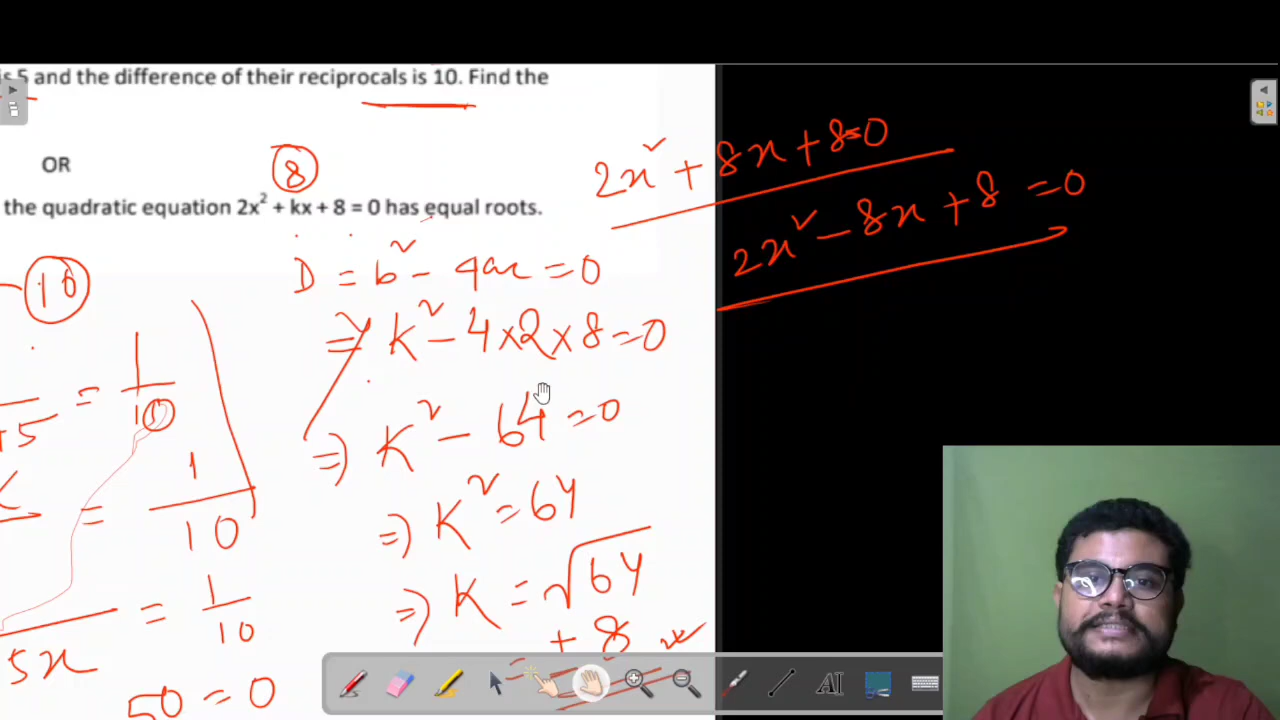 is 5 and the difference of their reciprocals is 10. Find the
OR
8
the quadratic equation 2x² + kx + 8 = 0 has equal roots.
2x² + 8x + 8 = 0
2x² - 8x + 8 = 0
10
D = b² - 4ac = 0
⇒ K² - 4×2×8 = 0
⇒ K² - 64 = 0
⇒ K² = 64
⇒ K = √64
= ± 8
= 1/10
= 1/10
5x = 1/10
50 = 0
AI